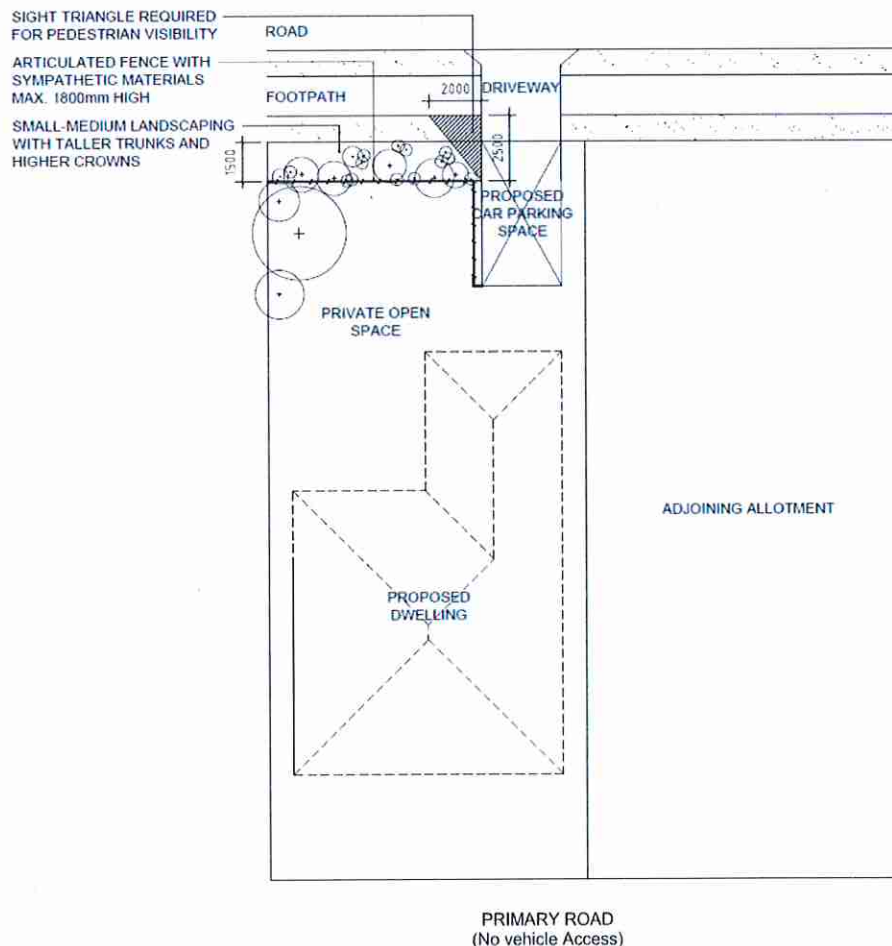 SIGHT TRIANGLE REQUIRED
FOR PEDESTRIAN VISIBILITY
ROAD
ARTICULATED FENCE WITH
SYMPATHETIC MATERIALS
MAX. 1800mm HIGH
2000
DRIVEWAY
FOOTPATH
SMALL-MEDIUM LANDSCAPING
WITH TALLER TRUNKS AND
HIGHER CROWNS
1500
2500
PROPOSED
CAR PARKING
SPACE
PRIVATE OPEN
SPACE
ADJOINING ALLOTMENT
PROPOSED
DWELLING
PRIMARY ROAD
(No vehicle Access)